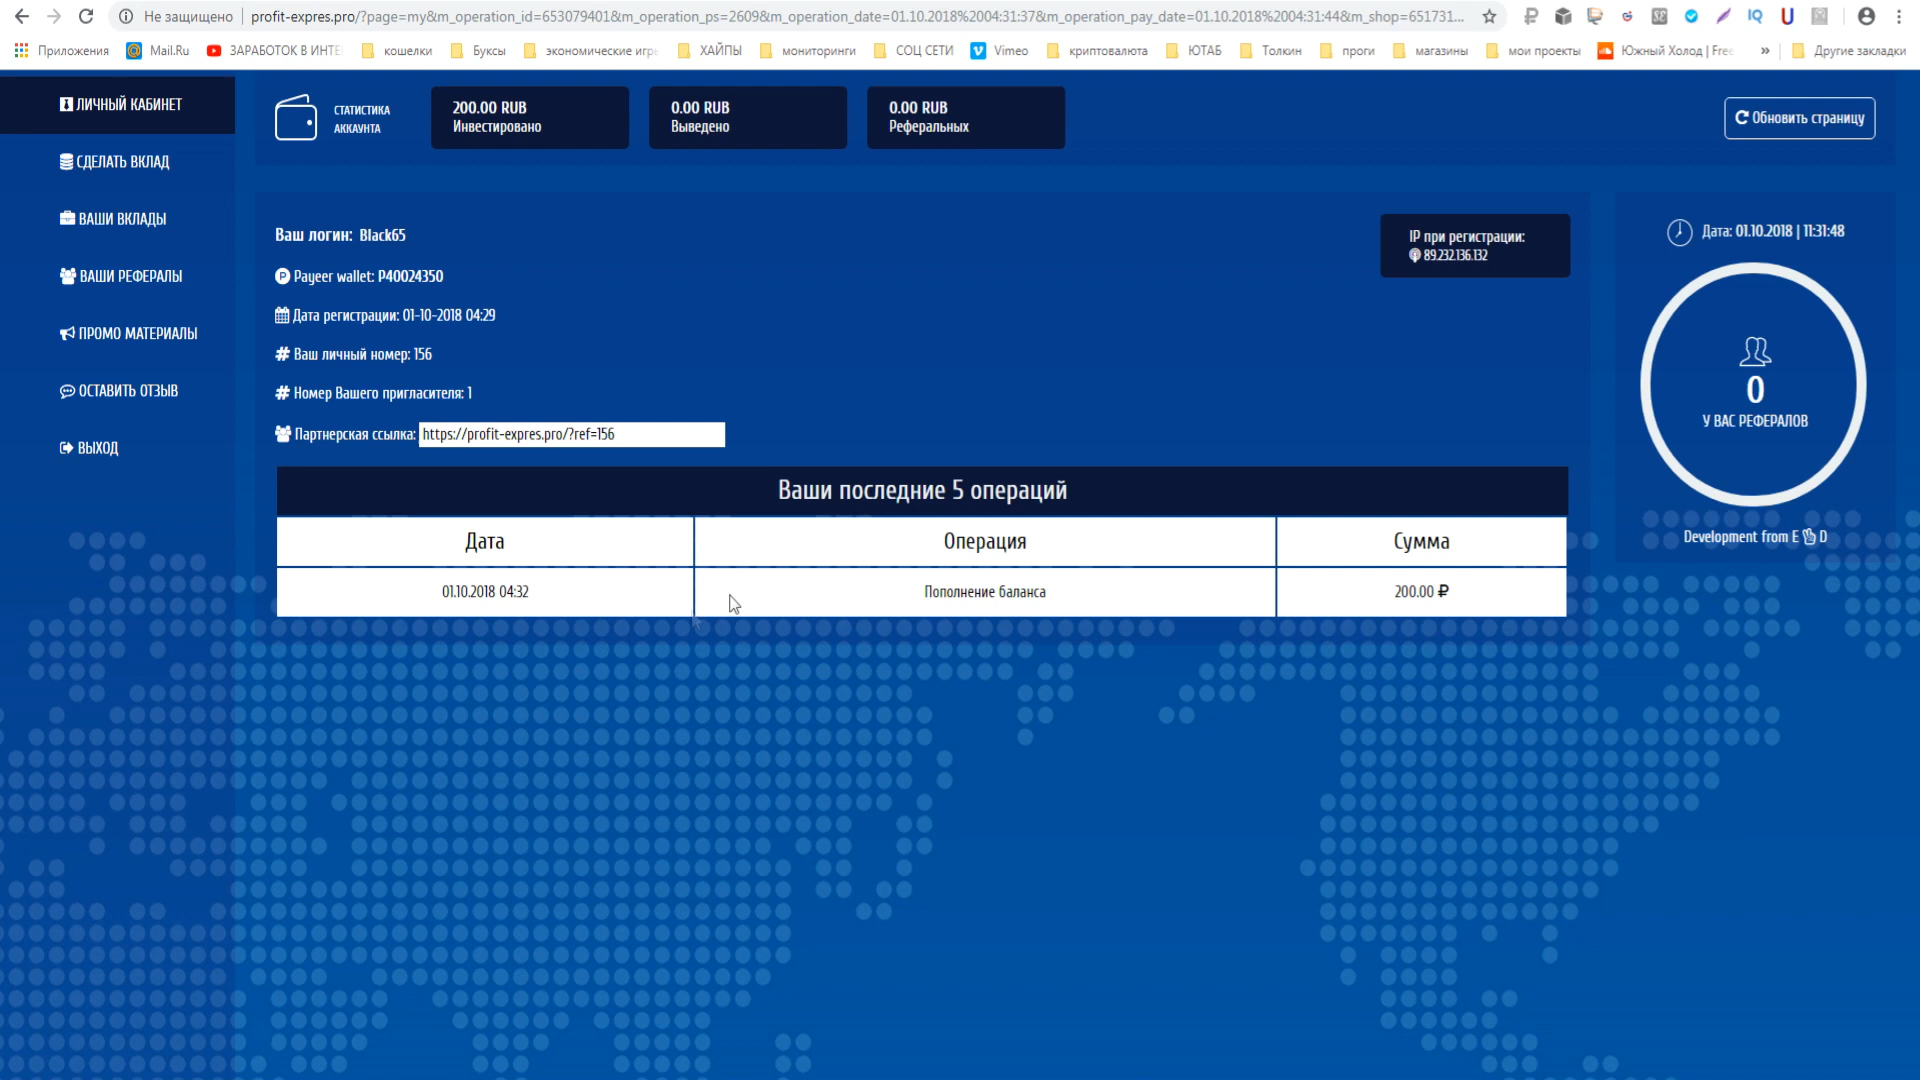 Не защищено
profit-expres.pro/?page=my&m_operation_id=653079401&m_operation_ps=2609&m_operation_date=01.10.2018%2004:31:37&m_operation_pay_date=01.10.2018%2004:31:44&m_shop=651731...
Приложения
Mail.Ru
ЗАРАБОТОК В ИНТЕ
кошелки
Буксы
экономические игры
ХАЙПЫ
мониторинги
СОЦ СЕТИ
Vimeo
криптовалюта
ЮТАБ
Толкин
проги
магазины
мои проекты
Южный Холод | Free
»
Другие закладки
ЛИЧНЫЙ КАБИНЕТ
СДЕЛАТЬ ВКЛАД
ВАШИ ВКЛАДЫ
ВАШИ РЕФЕРАЛЫ
ПРОМО МАТЕРИАЛЫ
ОСТАВИТЬ ОТЗЫВ
ВЫХОД
СТАТИСТИКА
АККАУНТА
200.00 RUB
Инвестировано
0.00 RUB
Выведено
0.00 RUB
Реферальных
Обновить страницу
Ваш логин: Black65
Payeer wallet: P40024350
Дата регистрации: 01-10-2018 04:29
# Ваш личный номер: 156
# Номер Вашего пригласителя: 1
Партнерская ссылка: https://profit-expres.pro/?ref=156
IP при регистрации:
89.232.136.132
Дата: 01.10.2018 | 11:31:48
0
У ВАС РЕФЕРАЛОВ
Development from E D
Ваши последние 5 операций
Дата
Операция
Сумма
01.10.2018 04:32
Пополнение баланса
200.00 ₽